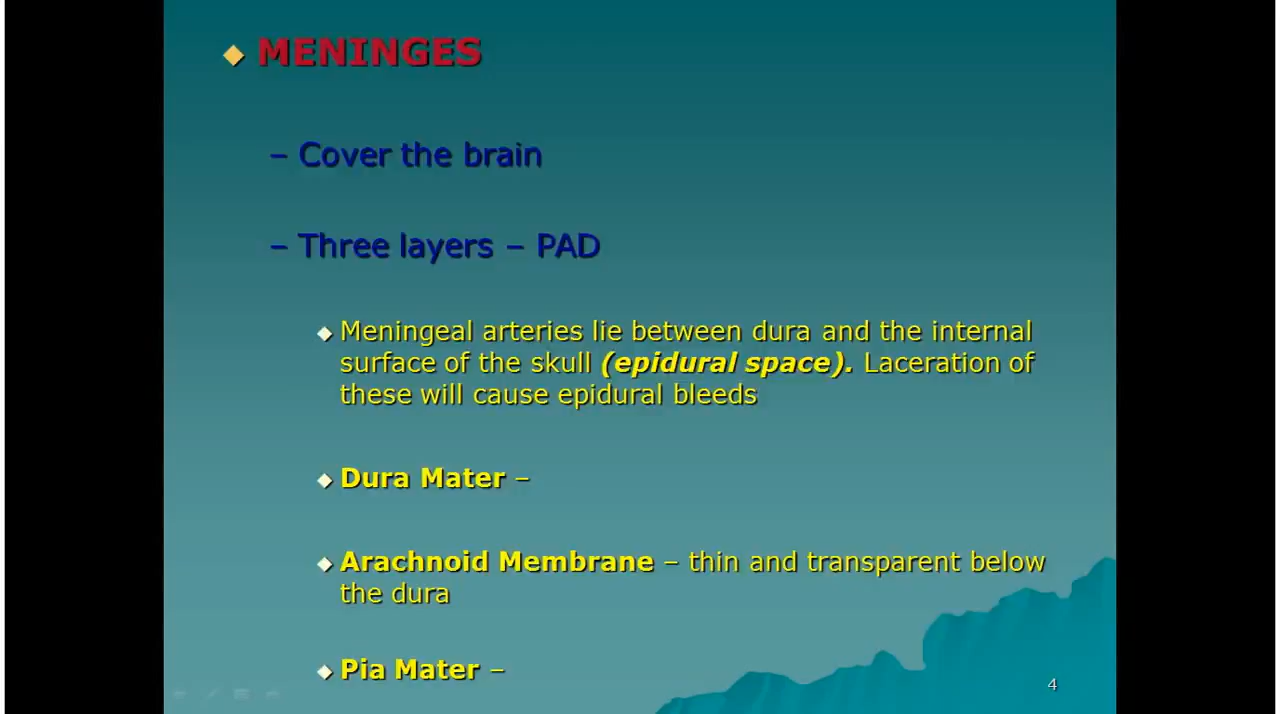 MENINGES
– Cover the brain
– Three layers – PAD
Meningeal arteries lie between dura and the internal
surface of the skull (epidural space). Laceration of
these will cause epidural bleeds
Dura Mater –
Arachnoid Membrane – thin and transparent below
the dura
Pia Mater –
4